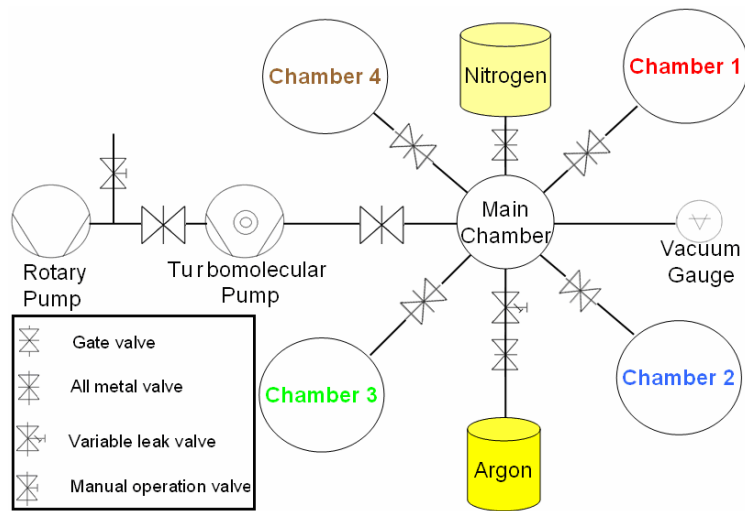 Chamber 4
Nitrogen
Chamber 1
Main
Chamber
Rotary
Pump
Turbomolecular
Pump
Vacuum
Gauge
Gate valve
All metal valve
Variable leak valve
Manual operation valve
Chamber 3
Chamber 2
Argon